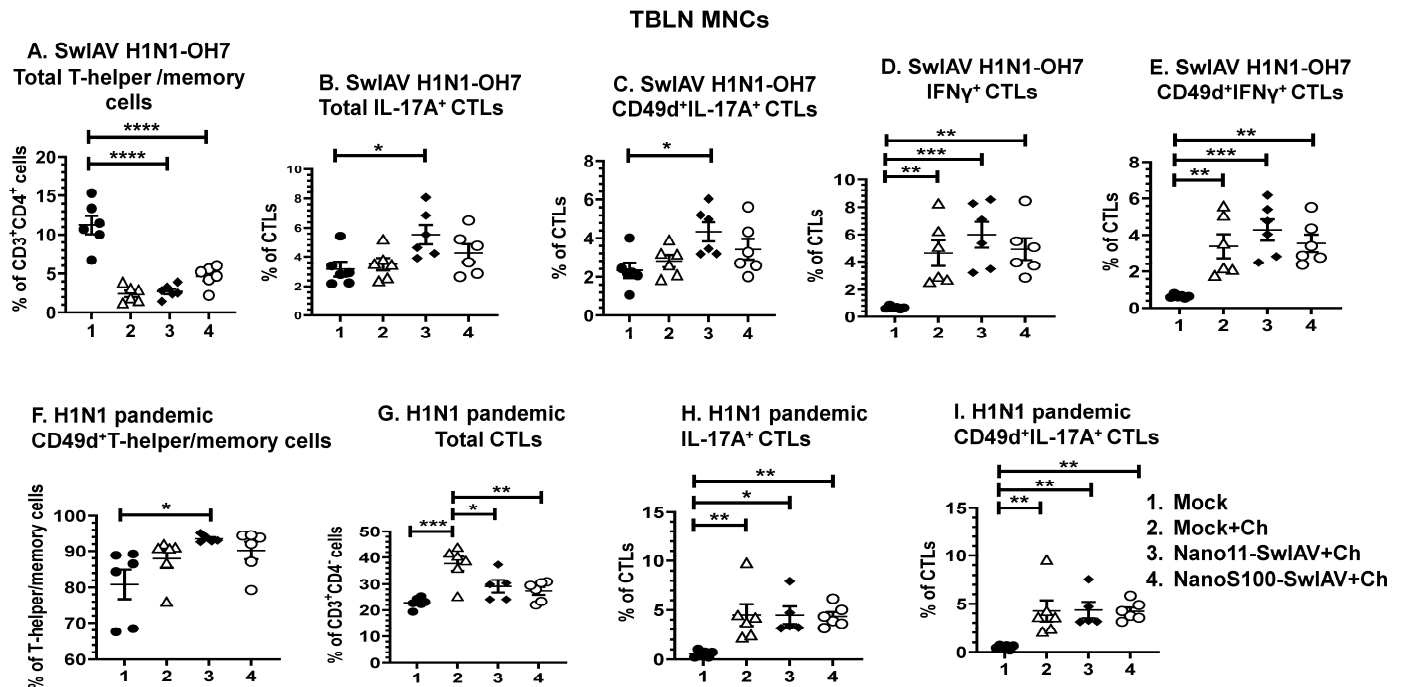 TBLN MNCs
A. SwIAV H1N1-OH7
Total T-helper /memory
cells
% of CD3⁺CD4⁺ cells
20
15
10
5
0
****
****
1 2 3 4
B. SwIAV H1N1-OH7
Total IL-17A⁺ CTLs
% of CTLs
10
8
6
4
2
0
*
1 2 3 4
C. SwIAV H1N1-OH7
CD49d⁺IL-17A⁺ CTLs
% of CTLs
8
6
4
2
0
*
1 2 3 4
D. SwIAV H1N1-OH7
IFNγ⁺ CTLs
% of CTLs
10
8
6
4
2
0
**
***
**
1 2 3 4
E. SwIAV H1N1-OH7
CD49d⁺IFNγ⁺ CTLs
% of CTLs
8
6
4
2
0
**
***
**
1 2 3 4
F. H1N1 pandemic
CD49d⁺T-helper/memory cells
% of T-helper/memory cells
100
90
80
70
60
*
1 2 3 4
G. H1N1 pandemic
Total CTLs
% of CD3⁺CD4⁻ cells
50
40
30
20
10
0
**
*
***
1 2 3 4
H. H1N1 pandemic
IL-17A⁺ CTLs
% of CTLs
15
10
5
0
**
*
**
1 2 3 4
I. H1N1 pandemic
CD49d⁺IL-17A⁺ CTLs
% of CTLs
15
10
5
0
**
**
**
1 2 3 4
1. Mock
2. Mock+Ch
3. Nano11-SwIAV+Ch
4. NanoS100-SwIAV+Ch